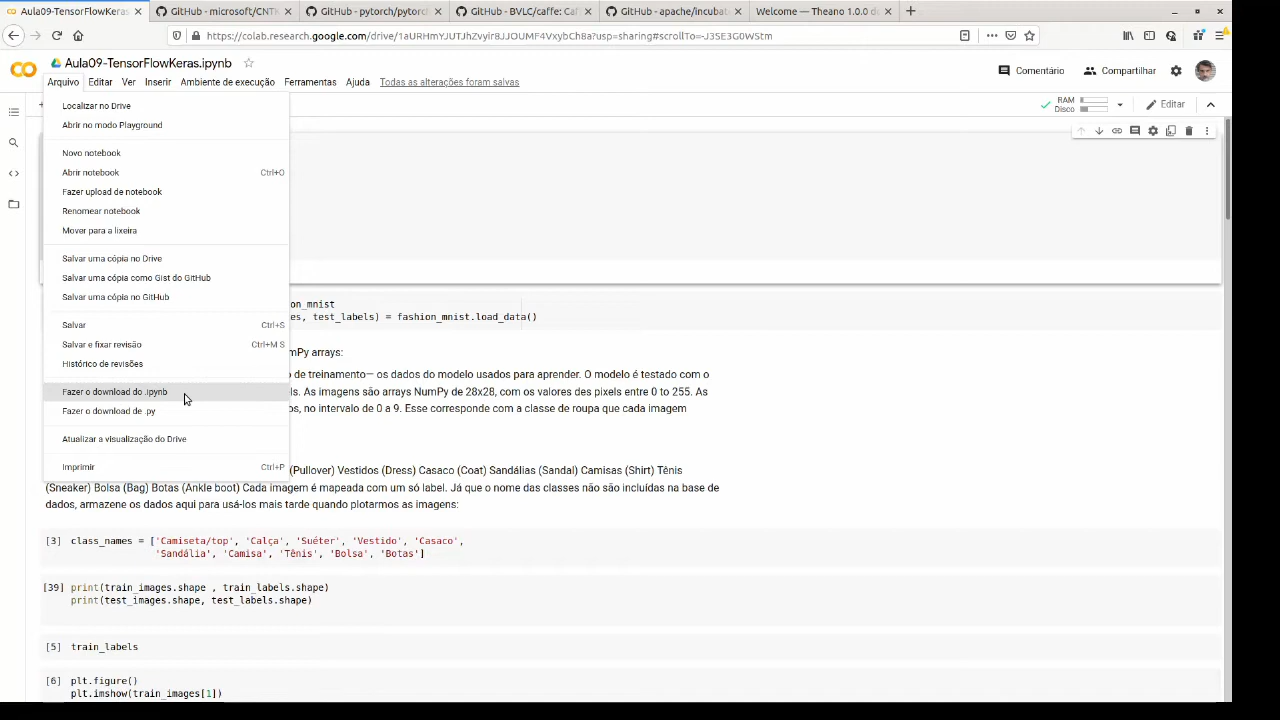 Aula09-TensorFlowKeras
GitHub - microsoft/CNTK
GitHub - pytorch/pytorch
GitHub - BVLC/caffe: Caf
GitHub - apache/incubat
Welcome — Theano 1.0.0 d
https://colab.research.google.com/drive/1aURHmYJUTJhZvyir8JJOUMF4VxybCh8a?usp=sharing#scrollTo=-J3SE3G0WStm
Aula09-TensorFlowKeras.ipynb
Arquivo Editar Ver Inserir Ambiente de execução Ferramentas Ajuda Todas as alterações foram salvas
Comentário Compartilhar
RAM
Disco
Editar
Localizar no Drive
Abrir no modo Playground
Novo notebook
Abrir notebook Ctrl+O
Fazer upload de notebook
Renomear notebook
Mover para a lixeira
Salvar uma cópia no Drive
Salvar uma cópia como Gist do GitHub
Salvar uma cópia no GitHub
Salvar Ctrl+S
Salvar e fixar revisão Ctrl+M S
Histórico de revisões
Fazer o download do .ipynb
Fazer o download de .py
Atualizar a visualização do Drive
Imprimir Ctrl+P
on_mnist
es, test_labels) = fashion_mnist.load_data()
mPy arrays:
o de treinamento— os dados do modelo usados para aprender. O modelo é testado com o
ls. As imagens são arrays NumPy de 28x28, com os valores des pixels entre 0 to 255. As
os, no intervalo de 0 a 9. Esse corresponde com a classe de roupa que cada imagem
(Pullover) Vestidos (Dress) Casaco (Coat) Sandálias (Sandal) Camisas (Shirt) Tênis
(Sneaker) Bolsa (Bag) Botas (Ankle boot) Cada imagem é mapeada com um só label. Já que o nome das classes não são incluídas na base de
dados, armazene os dados aqui para usá-los mais tarde quando plotarmos as imagens:
[3] class_names = ['Camiseta/top', 'Calça', 'Suéter', 'Vestido', 'Casaco',
'Sandália', 'Camisa', 'Tênis', 'Bolsa', 'Botas']
[39] print(train_images.shape , train_labels.shape)
print(test_images.shape, test_labels.shape)
[5] train_labels
[6] plt.figure()
plt.imshow(train_images[1])